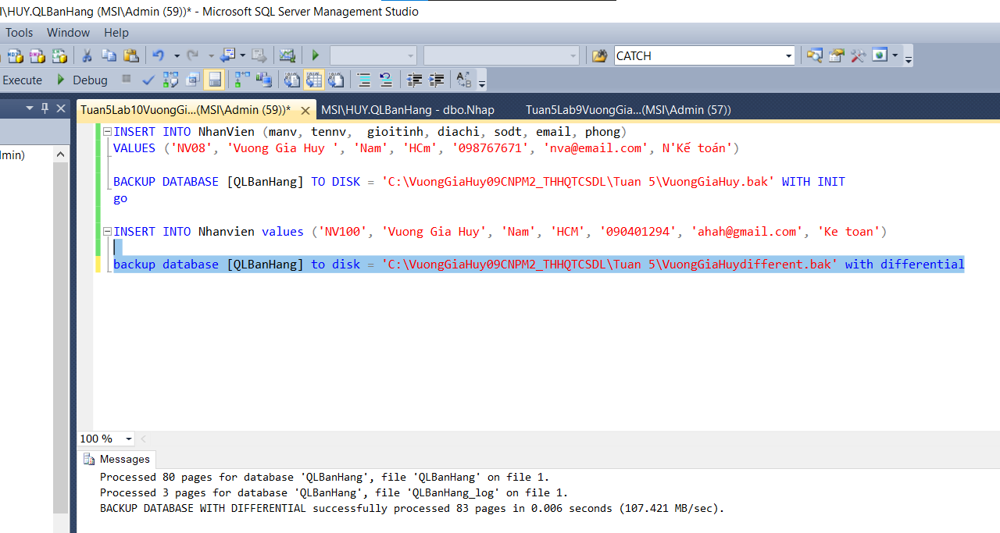 I\HUY.QLBanHang (MSI\Admin (59))* - Microsoft SQL Server Management Studio
Tools Window Help
CATCH
Execute Debug
Tuan5Lab10VuongGi...(MSI\Admin (59))* MSI\HUY.QLBanHang - dbo.Nhap Tuan5Lab9VuongGia...(MSI\Admin (57))
INSERT INTO NhanVien (manv, tennv,  gioitinh, diachi, sodt, email, phong)
VALUES ('NV08', 'Vuong Gia Huy ', 'Nam', 'HCm', '098767671', 'nva@email.com', N'Kế toán')
BACKUP DATABASE [QLBanHang] TO DISK = 'C:\VuongGiaHuy09CNPM2_THHQTCSDL\Tuan 5\VuongGiaHuy.bak' WITH INIT
go
INSERT INTO Nhanvien values ('NV100', 'Vuong Gia Huy', 'Nam', 'HCM', '090401294', 'ahah@gmail.com', 'Ke toan')
backup database [QLBanHang] to disk = 'C:\VuongGiaHuy09CNPM2_THHQTCSDL\Tuan 5\VuongGiaHuydifferent.bak' with differential
min)
100 %
Messages
Processed 80 pages for database 'QLBanHang', file 'QLBanHang' on file 1.
Processed 3 pages for database 'QLBanHang', file 'QLBanHang_log' on file 1.
BACKUP DATABASE WITH DIFFERENTIAL successfully processed 83 pages in 0.006 seconds (107.421 MB/sec).